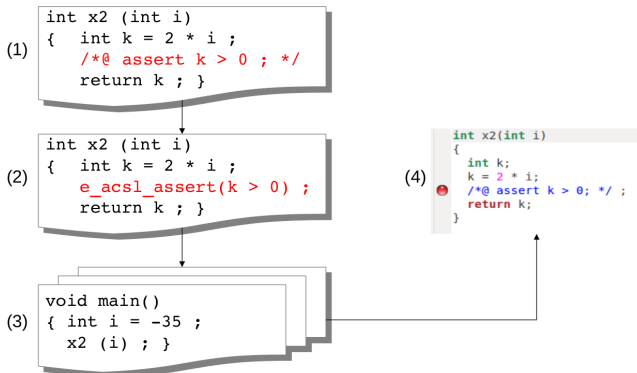 (1)
int x2 (int i)
{ int k = 2 * i ;
/*@ assert k > 0 ; */
return k ; }
(2)
int x2 (int i)
{ int k = 2 * i ;
e_acsl_assert(k > 0) ;
return k ; }
(3)
void main()
{ int i = -35 ;
x2 (i) ; }
(4)
int x2(int i)
{
int k;
k = 2 * i;
/*@ assert k > 0; */ ;
return k;
}